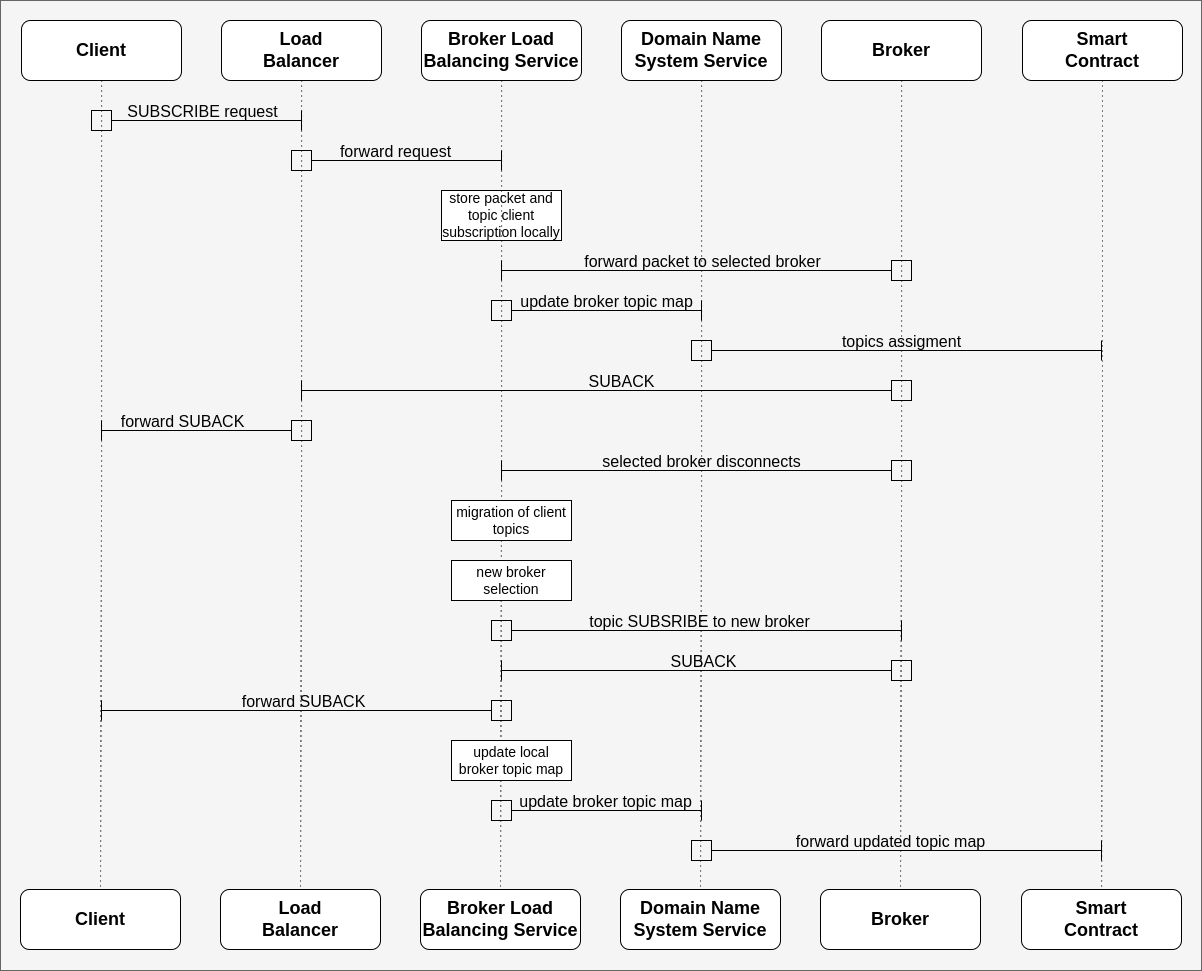 Client
Load
Balancer
Broker Load
Balancing Service
Domain Name
System Service
Broker
Smart
Contract
SUBSCRIBE request
forward request
store packet and
topic client
subscription locally
forward packet to selected broker
update broker topic map
topics assigment
SUBACK
forward SUBACK
selected broker disconnects
migration of client
topics
new broker
selection
topic SUBSRIBE to new broker
SUBACK
forward SUBACK
update local
broker topic map
update broker topic map
forward updated topic map
Client
Load
Balancer
Broker Load
Balancing Service
Domain Name
System Service
Broker
Smart
Contract